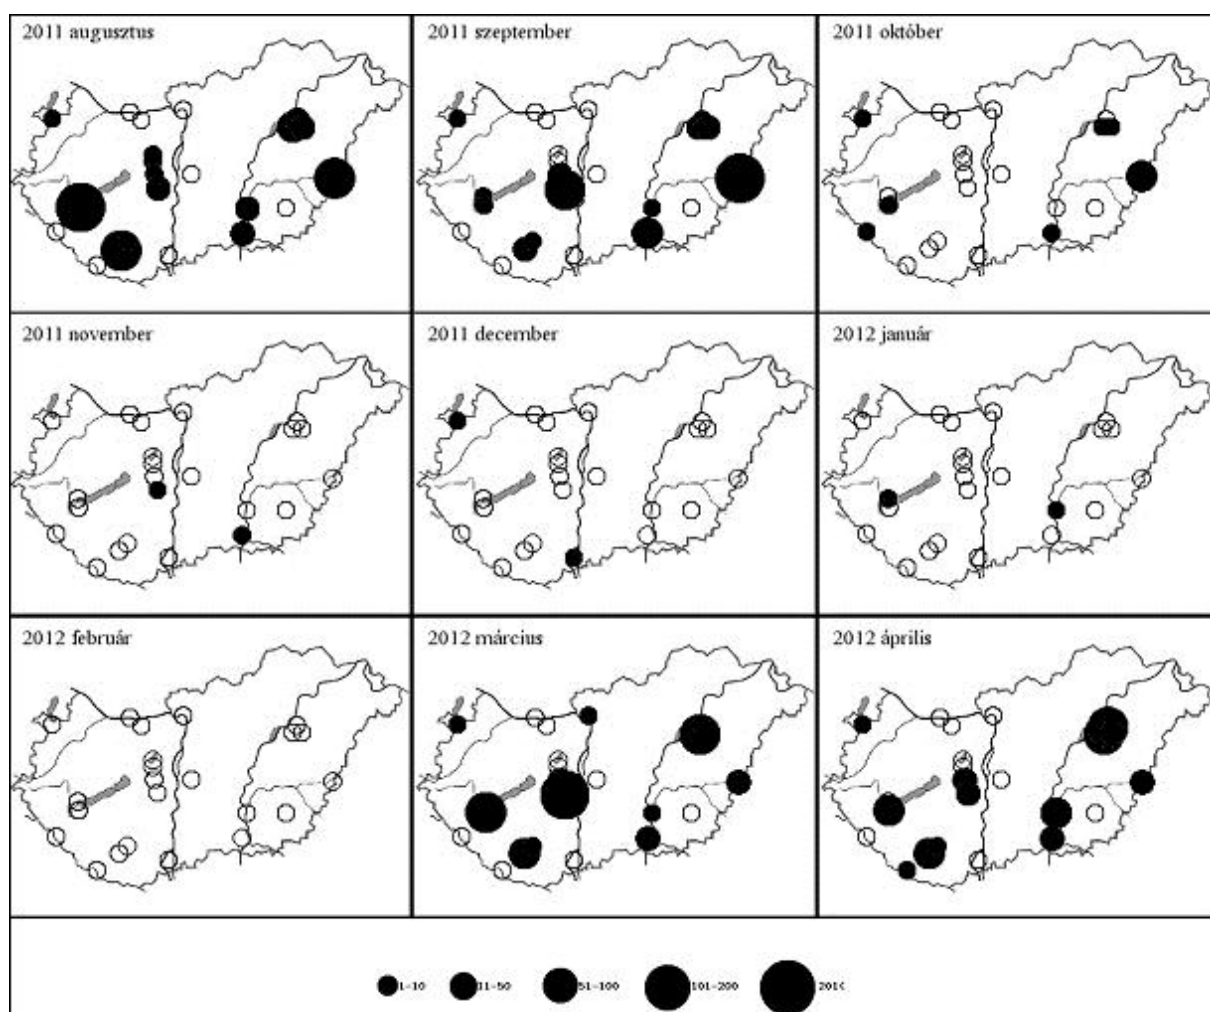 2011 augusztus
2011 szeptember
2011 október
2011 november
2011 december
2012 január
2012 február
2012 március
2012 április
1-10
11-50
51-100
101-200